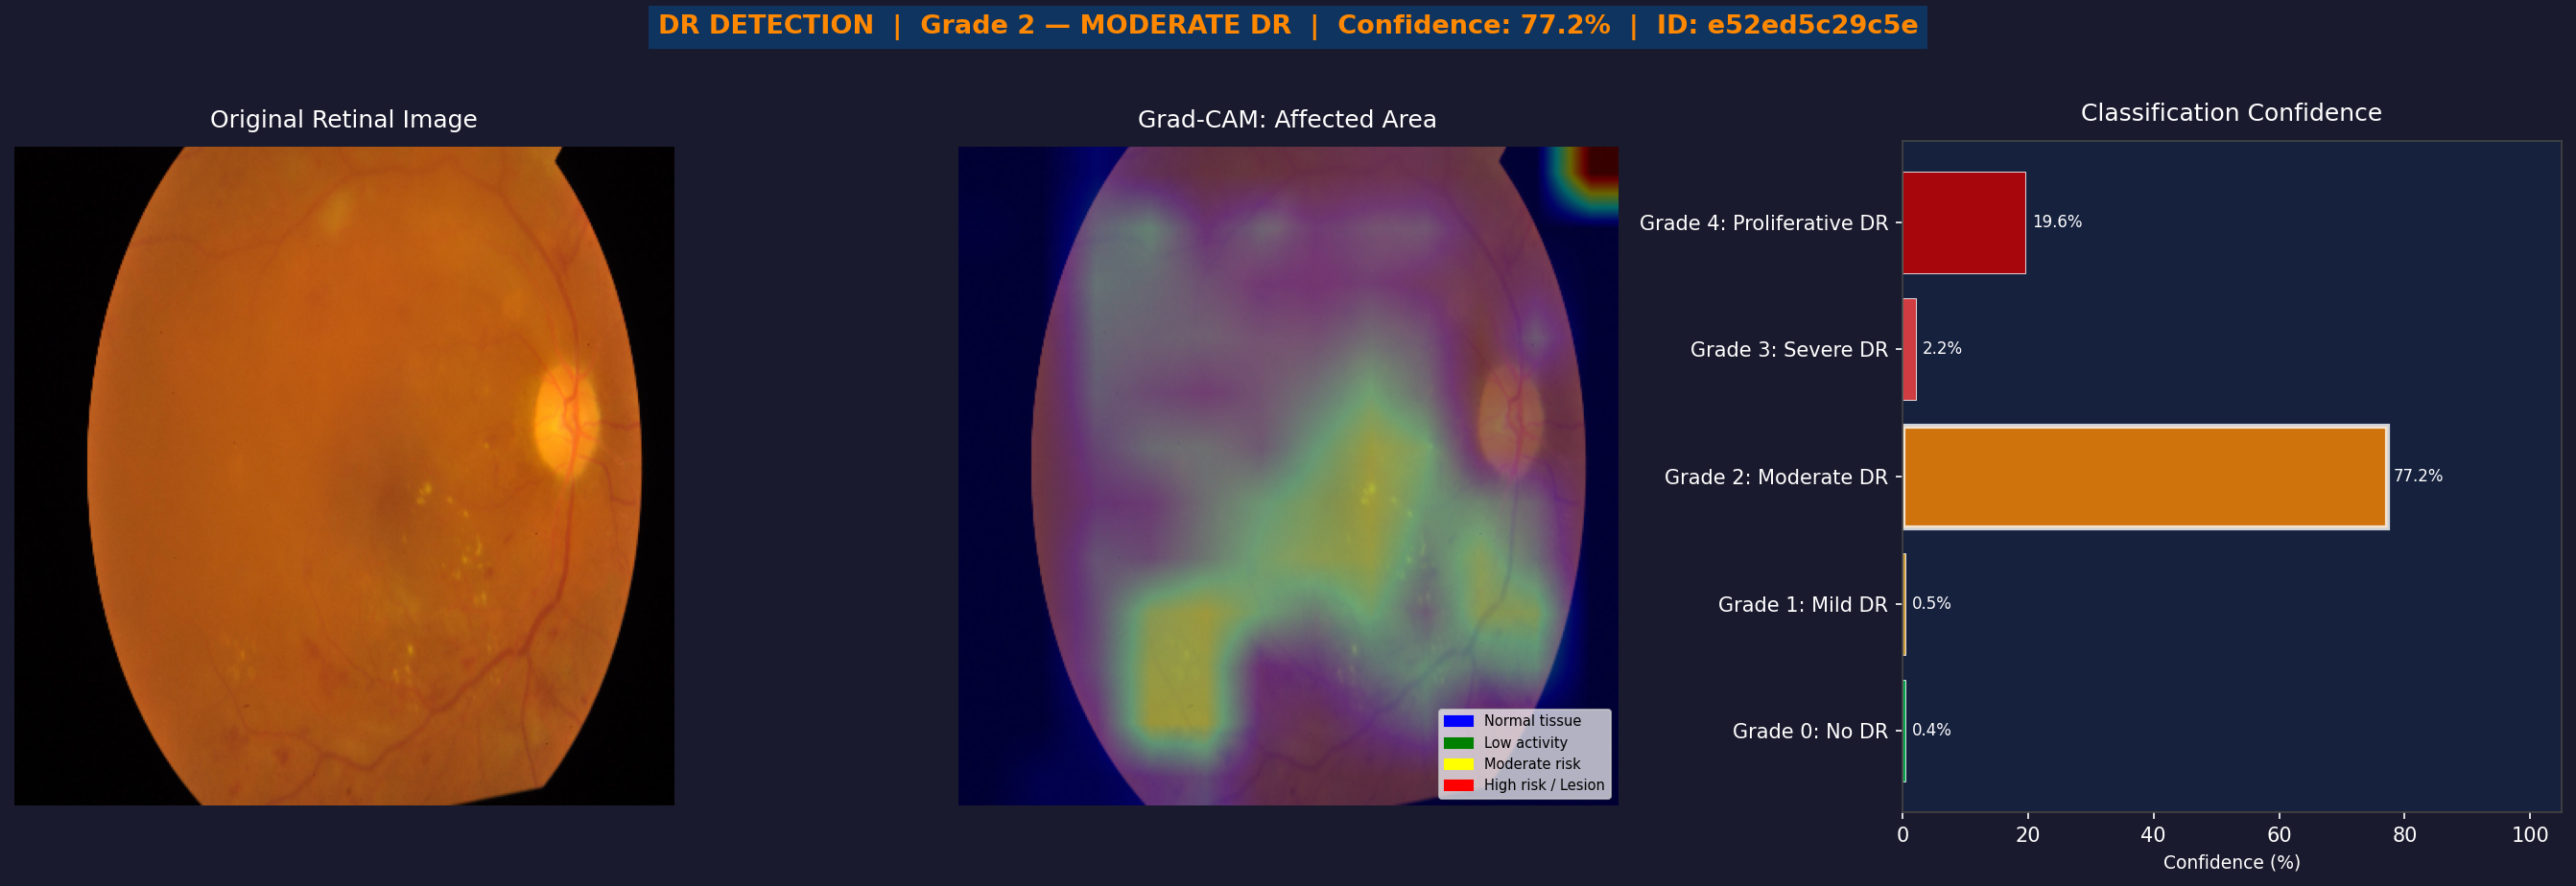 DR DETECTION | Grade 2 — MODERATE DR | Confidence: 77.2% | ID: e52ed5c29c5e
Original Retinal Image
Grad-CAM: Affected Area
Normal tissue
Low activity
Moderate risk
High risk / Lesion
Classification Confidence
Grade 4: Proliferative DR 19.6%
Grade 3: Severe DR 2.2%
Grade 2: Moderate DR 77.2%
Grade 1: Mild DR 0.5%
Grade 0: No DR 0.4%
0 20 40 60 80 100
Confidence (%)